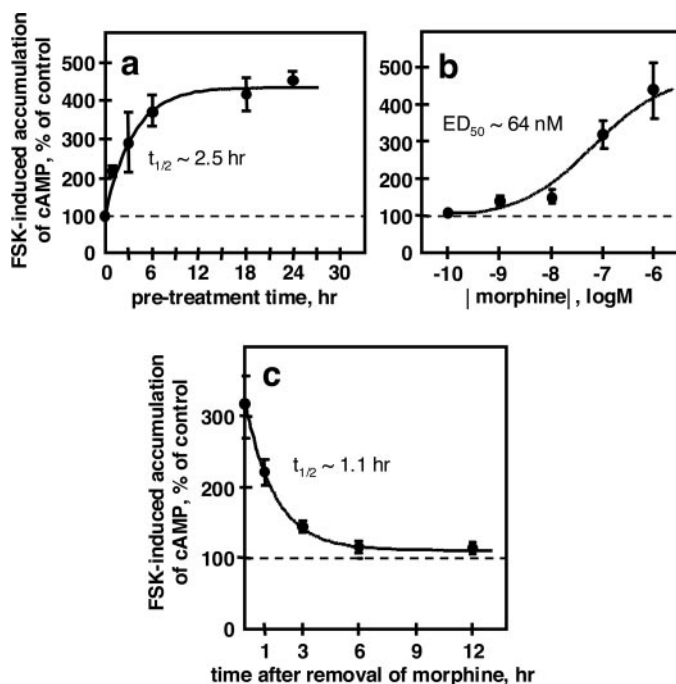 a
FSK-induced accumulation
of cAMP, % of control
500
400
300
200
100
0
t1/2 ~ 2.5 hr
0 6 12 18 24 30
pre-treatment time, hr
b
500
400
300
200
100
0
ED50 ~ 64 nM
-10 -9 -8 -7 -6
| morphine| , logM
c
FSK-induced accumulation
of cAMP, % of control
300
200
100
0
t1/2 ~ 1.1 hr
1 3 6 9 12
time after removal of morphine, hr